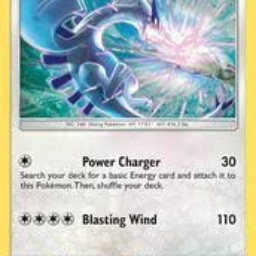 Power Charger 30
Search your deck for a basic Energy card and attach it
to this Pokémon. Then, shuffle your deck.
Blasting Wind 110